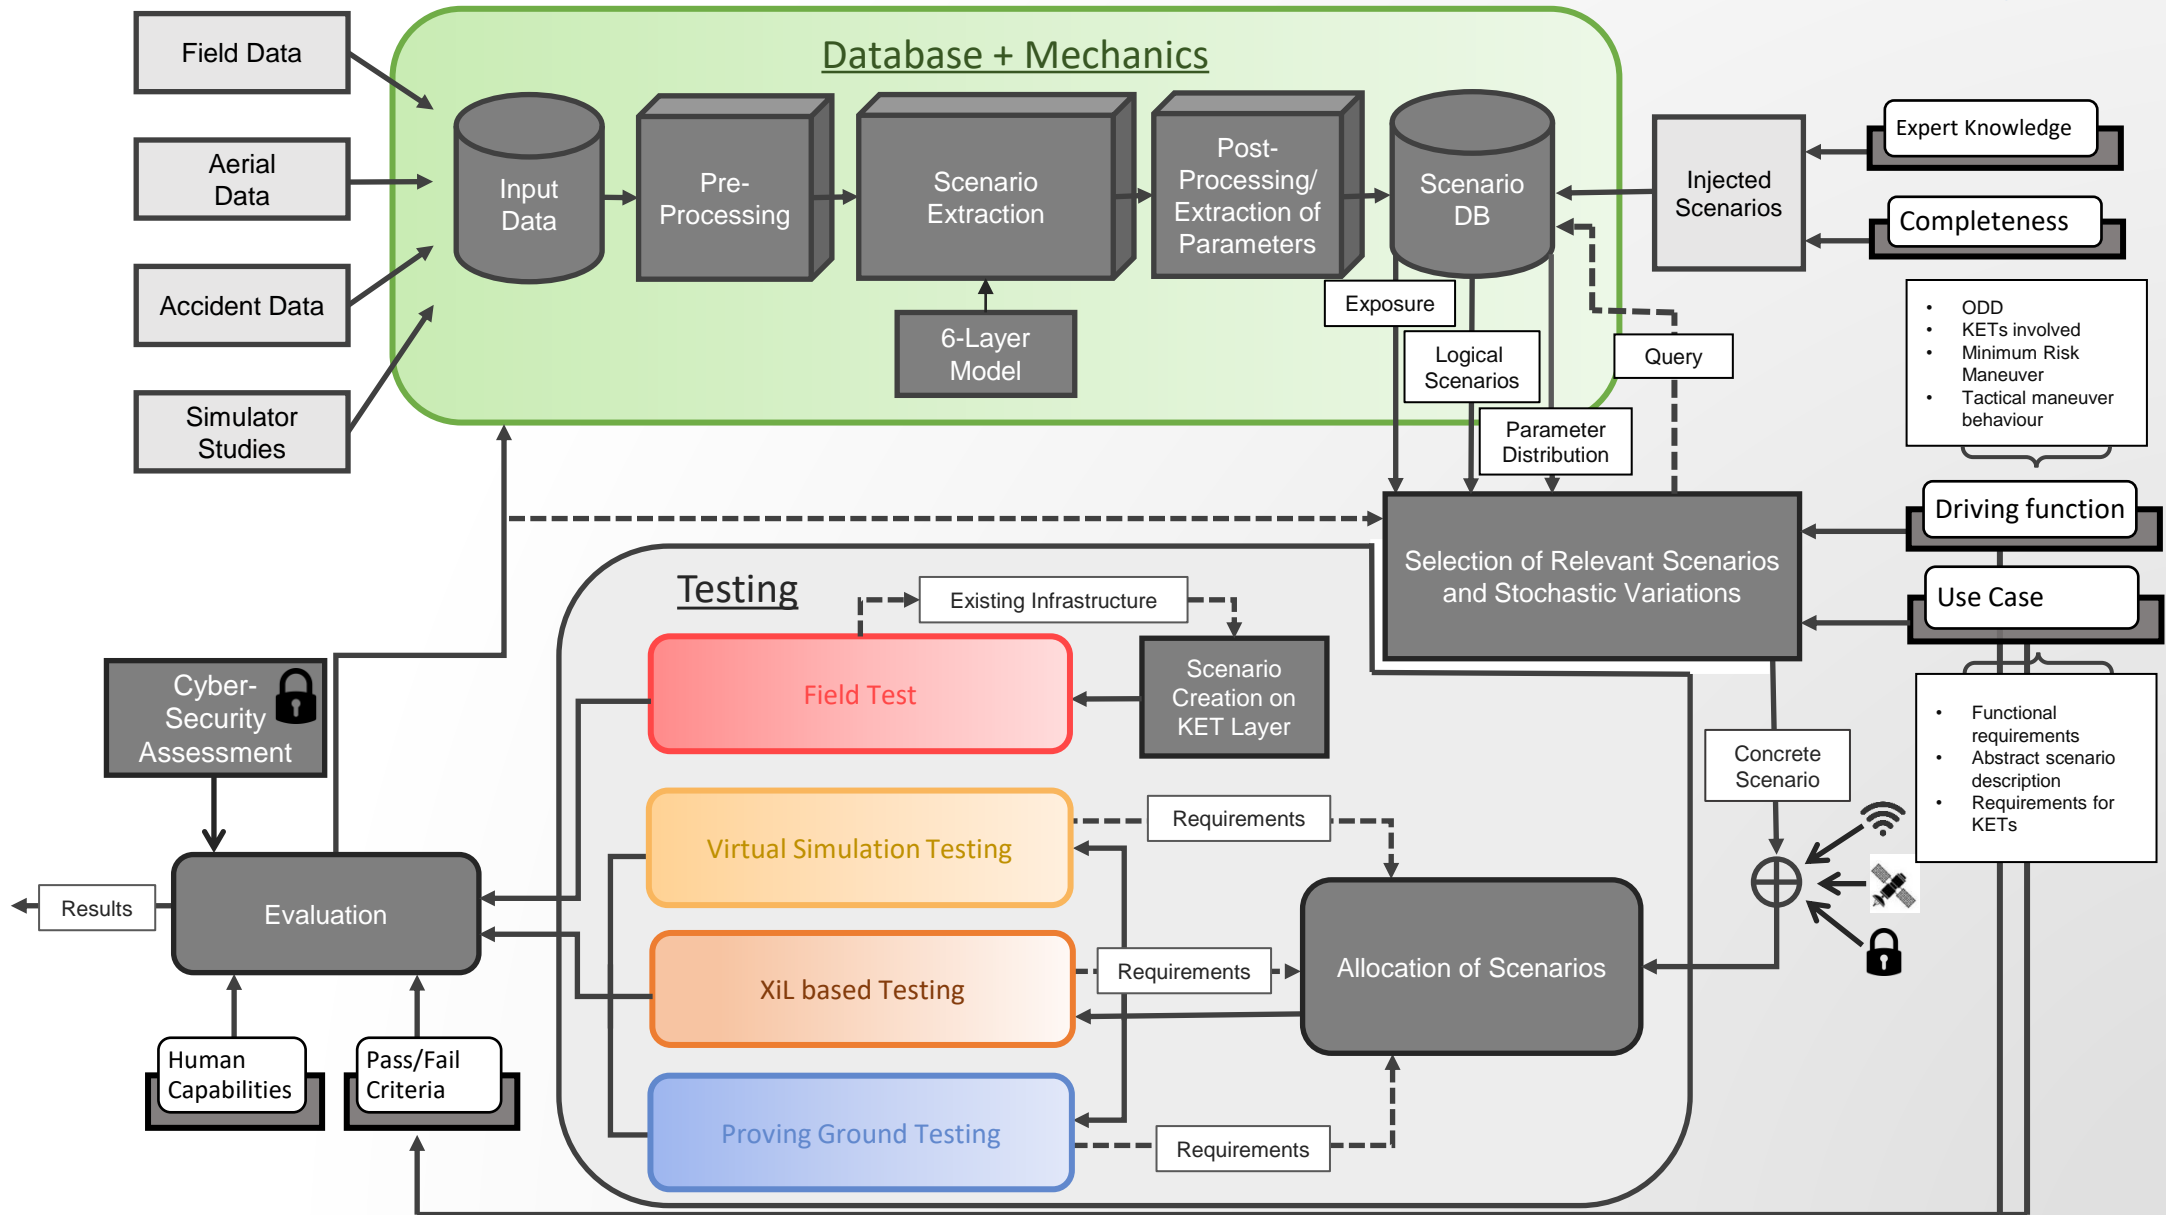 Field Data
Aerial
Data
Accident Data
Simulator
Studies
Database + Mechanics
Input
Data
Pre-
Processing
Scenario
Extraction
Post-
Processing/
Extraction of
Parameters
Scenario
DB
6-Layer
Model
Injected
Scenarios
Expert Knowledge
Completeness
Exposure
Logical
Scenarios
Parameter
Distribution
Query
• ODD
• KETs involved
• Minimum Risk
Maneuver
• Tactical maneuver
behaviour
Driving function
Use Case
• Functional
requirements
• Abstract scenario
description
• Requirements for
KETs
Selection of Relevant Scenarios
and Stochastic Variations
Concrete
Scenario
Testing
Existing Infrastructure
Field Test
Scenario
Creation on
KET Layer
Virtual Simulation Testing
Requirements
XiL based Testing
Requirements
Allocation of Scenarios
Proving Ground Testing
Requirements
Cyber-
Security
Assessment
Evaluation
Results
Human
Capabilities
Pass/Fail
Criteria